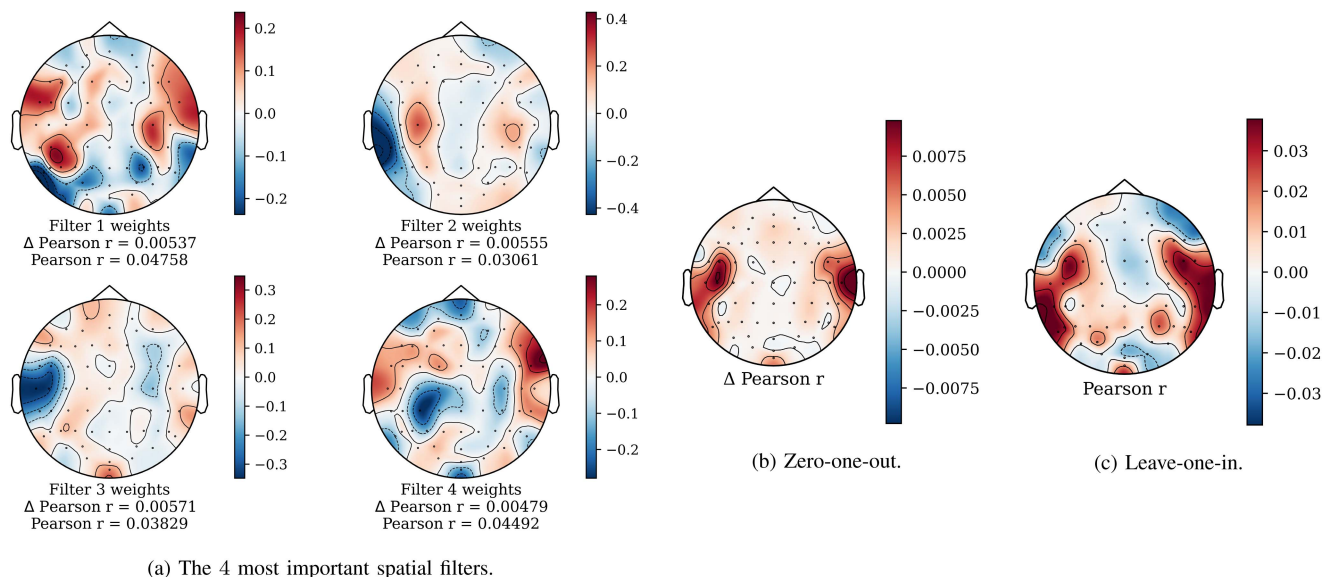 0.2
0.1
0.0
−0.1
−0.2
Filter 1 weights
Δ Pearson r = 0.00537
Pearson r = 0.04758
0.4
0.2
0.0
−0.2
−0.4
Filter 2 weights
Δ Pearson r = 0.00555
Pearson r = 0.03061
0.3
0.2
0.1
0.0
−0.1
−0.2
−0.3
Filter 3 weights
Δ Pearson r = 0.00571
Pearson r = 0.03829
0.2
0.1
0.0
−0.1
−0.2
Filter 4 weights
Δ Pearson r = 0.00479
Pearson r = 0.04492
(a) The 4 most important spatial filters.
0.0075
0.0050
0.0025
0.0000
−0.0025
−0.0050
−0.0075
Δ Pearson r
(b) Zero-one-out.
0.03
0.02
0.01
0.00
−0.01
−0.02
−0.03
Pearson r
(c) Leave-one-in.